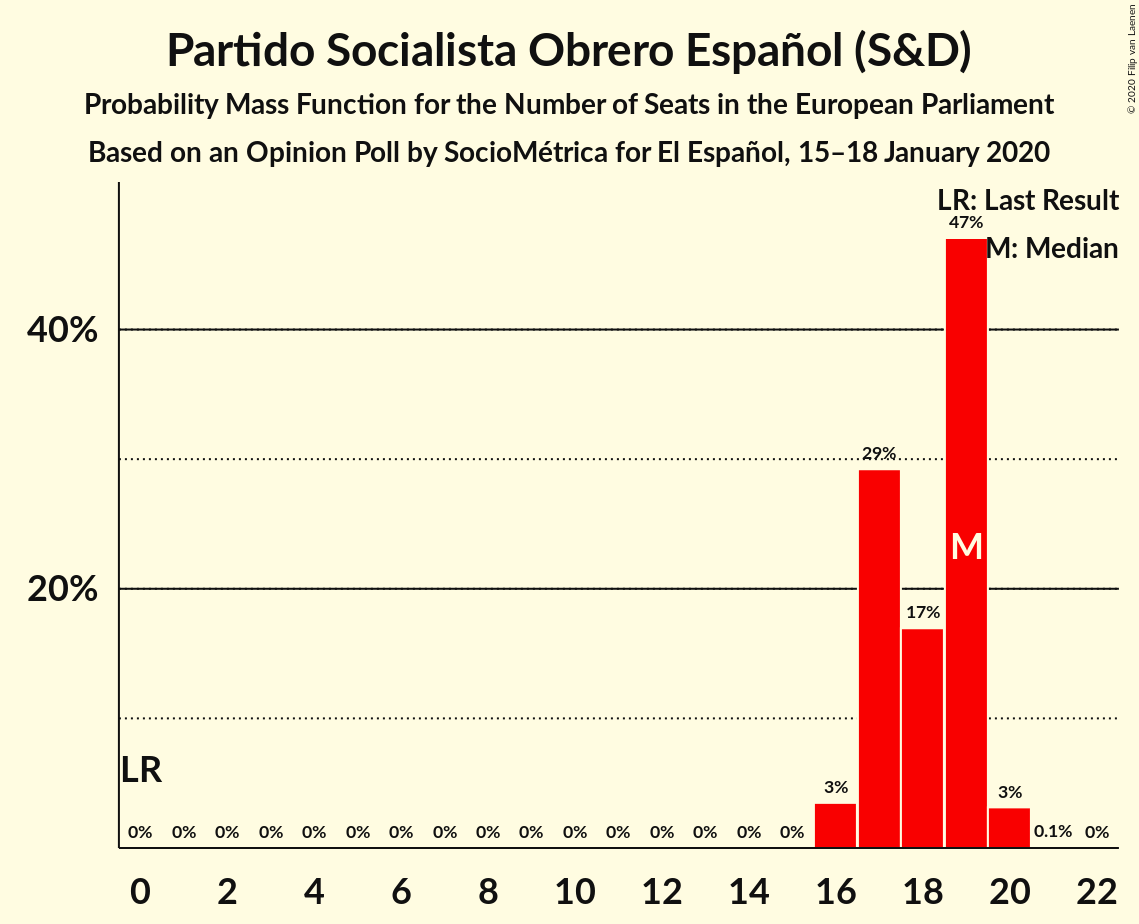 Partido Socialista Obrero Español (S&D)
Probability Mass Function for the Number of Seats in the European Parliament
Based on an Opinion Poll by SocioMétrica for El Español, 15–18 January 2020
© 2020 Filip van Laenen
LR: Last Result
M: Median
47%
40%
29%
M
20%
17%
LR
3%
3%
0% 0% 0% 0% 0% 0% 0% 0% 0% 0% 0% 0% 0% 0% 0% 0% 0.1% 0%
0 2 4 6 8 10 12 14 16 18 20 22